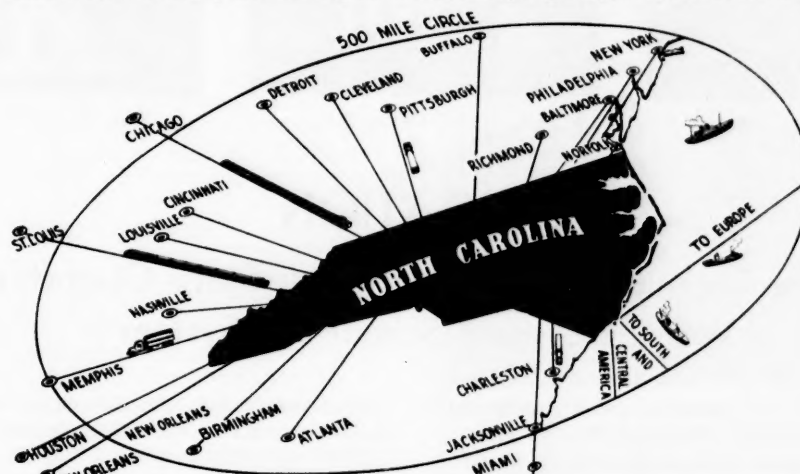 500 MILE CIRCLE
BUFFALO
NEW YORK
PHILADELPHIA
BALTIMORE
DETROIT
CLEVELAND
PITTSBURGH
CHICAGO
RICHMOND
NORFOLK
CINCINNATI
ST. LOUIS
LOUISVILLE
NORTH CAROLINA
TO EUROPE
NASHVILLE
TO SOUTH
AND
CENTRAL
AMERICA
MEMPHIS
CHARLESTON
NEW ORLEANS
BIRMINGHAM
ATLANTA
JACKSONVILLE
HOUSTON
ORLEANS
MIAMI